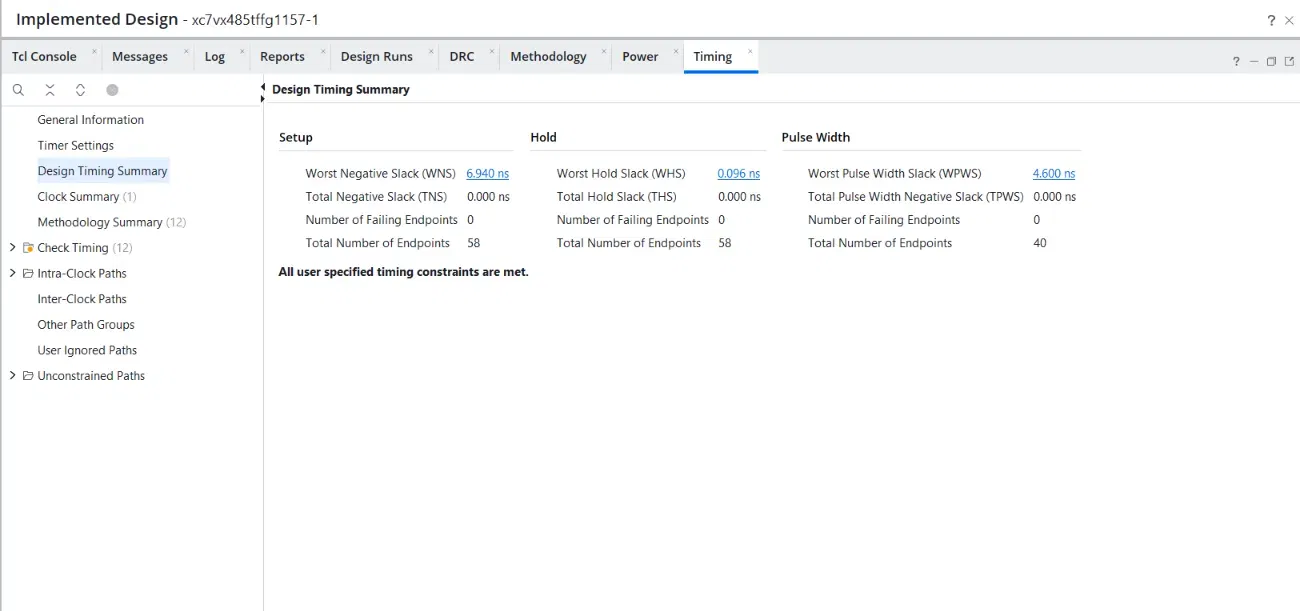 Implemented Design - xc7vx485tffg1157-1 ? ×
Tcl Console × Messages × Log × Reports × Design Runs × DRC × Methodology × Power × Timing ×
?
Design Timing Summary
General Information
Timer Settings
Design Timing Summary
Clock Summary (1)
Methodology Summary (12)
Check Timing (12)
Intra-Clock Paths
Inter-Clock Paths
Other Path Groups
User Ignored Paths
Unconstrained Paths
Setup
Worst Negative Slack (WNS) 6.940 ns
Total Negative Slack (TNS) 0.000 ns
Number of Failing Endpoints 0
Total Number of Endpoints 58
Hold
Worst Hold Slack (WHS) 0.096 ns
Total Hold Slack (THS) 0.000 ns
Number of Failing Endpoints 0
Total Number of Endpoints 58
Pulse Width
Worst Pulse Width Slack (WPWS) 4.600 ns
Total Pulse Width Negative Slack (TPWS) 0.000 ns
Number of Failing Endpoints 0
Total Number of Endpoints 40
All user specified timing constraints are met.